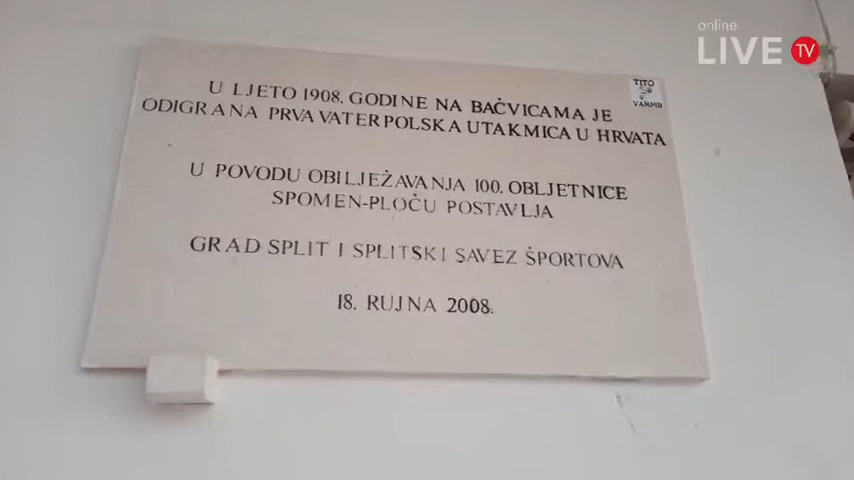 online
LIVE TV
TITO
VAMPIR
U LJETO 1908. GODINE NA BAČVICAMA JE
ODIGRANA PRVA VATERPOLSKA UTAKMICA U HRVATA
U POVODU OBILJEŽAVANJA 100. OBLJETNICE
SPOMEN-PLOČU POSTAVLJA
GRAD SPLIT I SPLITSKI SAVEZ ŠPORTOVA
18. RUJNA 2008.